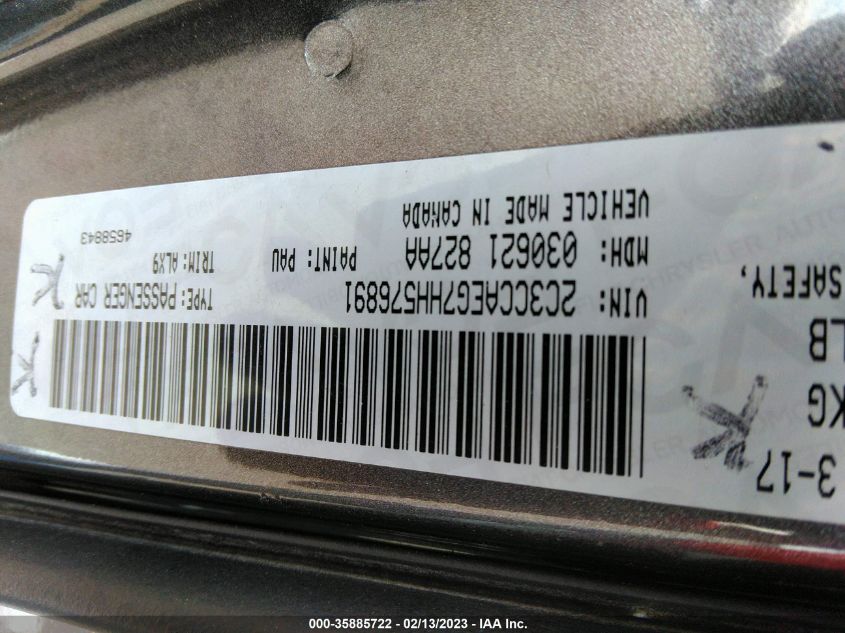 3-17
KG
LB
SAFETY,
VIN: 2C3CCAEG7HH576891 TYPE: PASSENGER CAR
MDH: 030621 827AA PAINT: PAU TRIM: ALX9
VEHICLE MADE IN CANADA 4658843
000-35885722 - 02/13/2023 - IAA Inc.